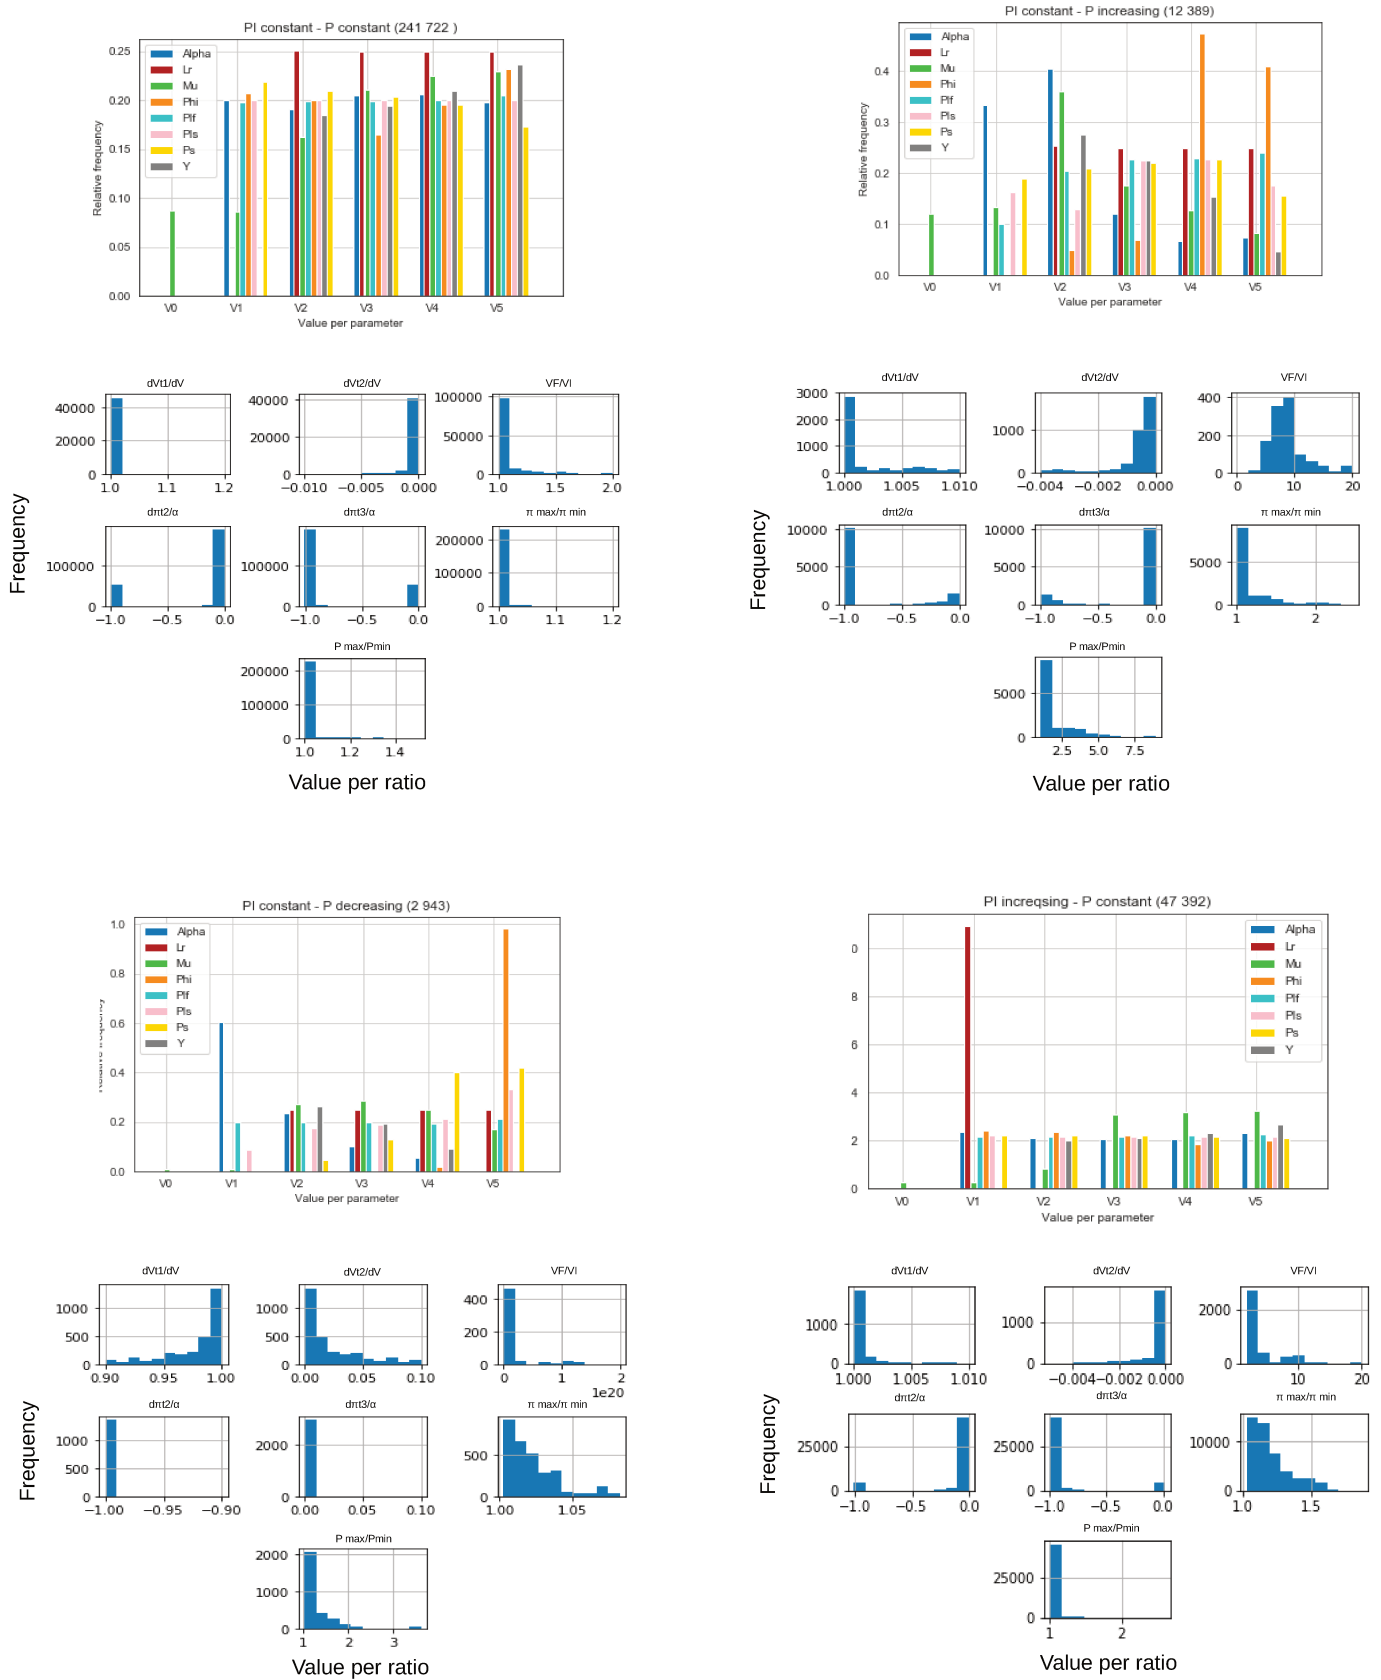 PI constant - P constant (241 722 )
Relative frequency
0.25
0.20
0.15
0.10
0.05
0.00
Alpha
Lr
Mu
Phi
PIf
PIs
Ps
Y
V0 V1 V2 V3 V4 V5
Value per parameter
dVt1/dV dVt2/dV VF/VI
40000
20000
0
1.0 1.1 1.2
40000
20000
0
−0.010 −0.005 0.000
100000
50000
0
1.0 1.5 2.0
Frequency
dπt2/α dπt3/α π max/π min
100000
0
−1.0 −0.5 0.0
100000
0
−1.0 −0.5 0.0
200000
100000
0
1.0 1.1 1.2
P max/Pmin
200000
100000
0
1.0 1.2 1.4
Value per ratio
PI constant - P increasing (12 389)
Relative frequency
0.4
0.3
0.2
0.1
0.0
Alpha
Lr
Mu
Phi
PIf
PIs
Ps
Y
V0 V1 V2 V3 V4 V5
Value per parameter
dVt1/dV dVt2/dV VF/VI
3000
2000
1000
0
1.000 1.005 1.010
1000
0
−0.004 −0.002 0.000
400
200
0
0 10 20
Frequency
dπt2/α dπt3/α π max/π min
10000
5000
0
−1.0 −0.5 0.0
10000
5000
0
−1.0 −0.5 0.0
5000
0
1 2
P max/Pmin
5000
0
2.5 5.0 7.5
Value per ratio
PI constant - P decreasing (2 943)
1.0
0.8
0.6
0.4
0.2
0.0
Alpha
Lr
Mu
Phi
PIf
PIs
Ps
Y
V0 V1 V2 V3 V4 V5
Value per parameter
dVt1/dV dVt2/dV VF/VI
1000
500
0
0.90 0.95 1.00
1000
500
0
0.00 0.05 0.10
400
200
0
0 1 2
1e20
Frequency
dπt2/α dπt3/α π max/π min
1000
500
0
−1.00 −0.95 −0.90
2000
0
0.00 0.05 0.10
500
0
1.00 1.05
P max/Pmin
2000
1000
0
1 2 3
Value per ratio
PI increqsing - P constant (47 392)
0
8
6
4
2
0
Alpha
Lr
Mu
Phi
PIf
PIs
Ps
Y
V0 V1 V2 V3 V4 V5
Value per parameter
dVt1/dV dVt2/dV VF/VI
1000
0
1.000 1.005 1.010
1000
0
−0.004 −0.002 0.000
2000
0
10 20
Frequency
dπt2/α dπt3/α π max/π min
25000
0
−1.0 −0.5 0.0
25000
0
−1.0 −0.5 0.0
10000
0
1.0 1.5
P max/Pmin
25000
0
1 2
Value per ratio